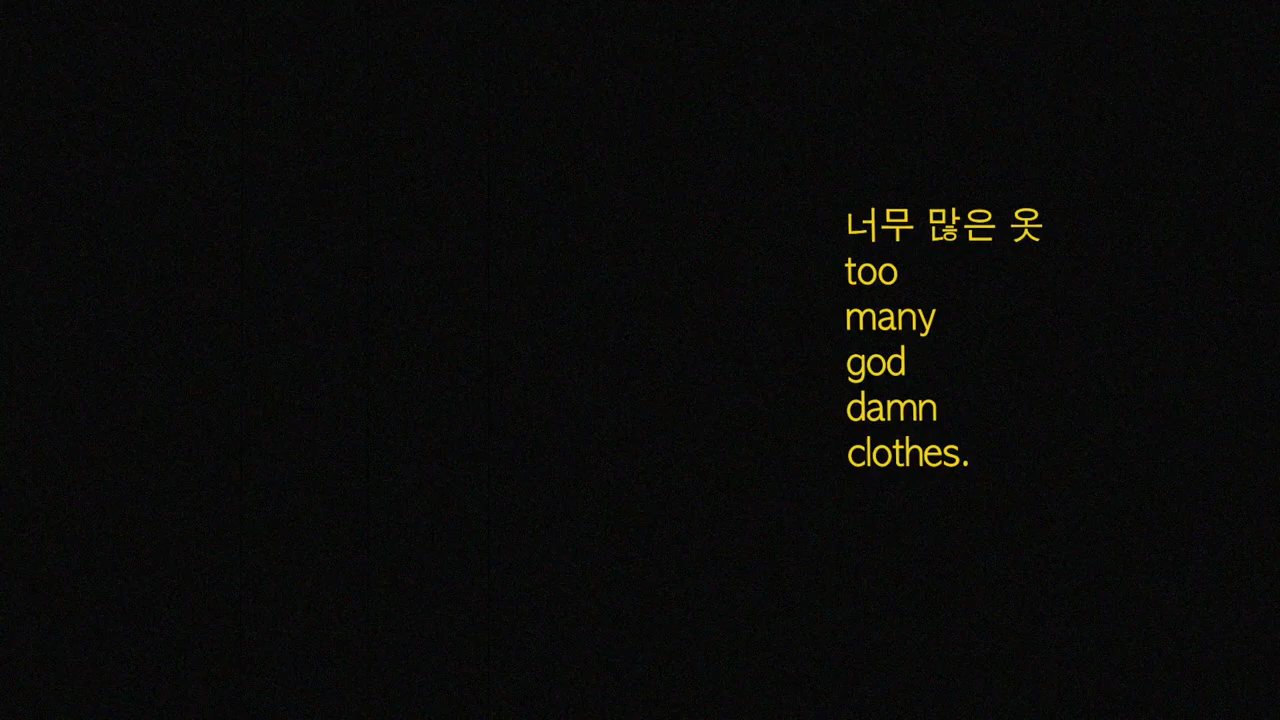 너무 많은 옷
too
many
god
damn
clothes.